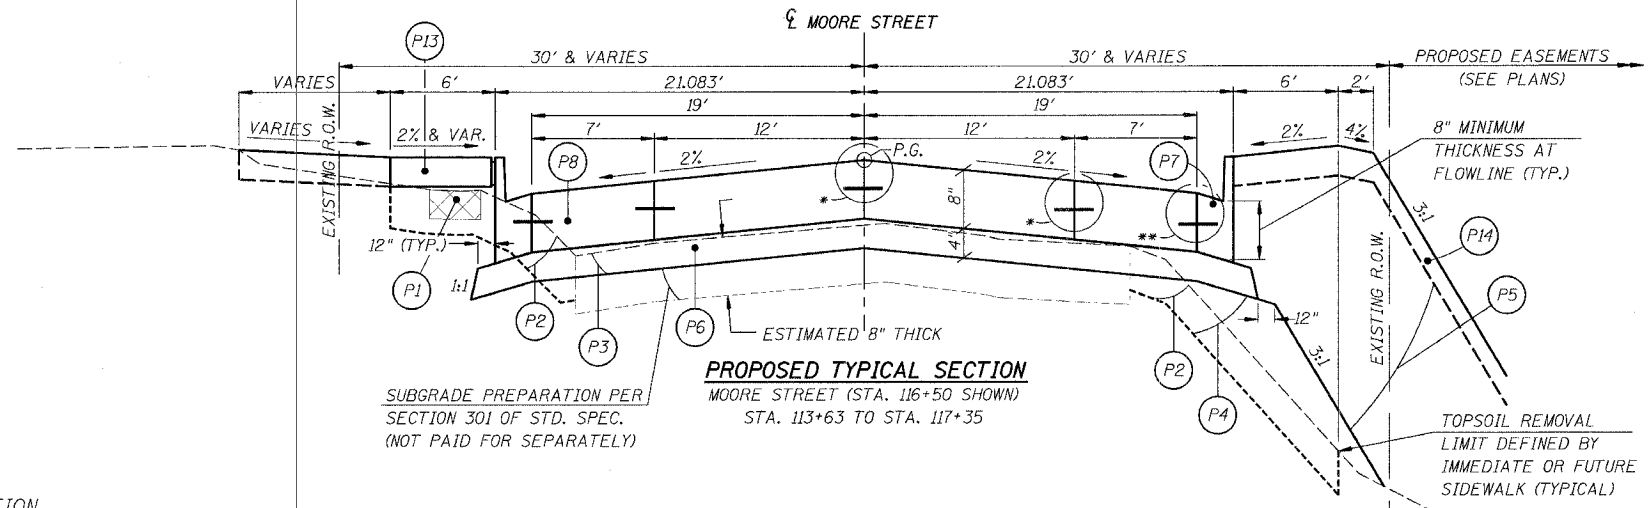 ℄ MOORE STREET
P13
30' & VARIES
30' & VARIES
PROPOSED EASEMENTS
(SEE PLANS)
VARIES
6'
21.083'
21.083'
6'
2'
19'
19'
VARIES
2% & VAR.
7'
12'
12'
7'
2%
4%
8" MINIMUM
THICKNESS AT
FLOWLINE (TYP.)
EXISTING R.O.W.
P8
2%
P.G.
2%
P7
8"
*
*
**
4"
3:1
P14
12" (TYP.)
1:1
P1
P2
P3
P6
ESTIMATED 8" THICK
12"
P5
EXISTING R.O.W.
3:1
P2
P4
PROPOSED TYPICAL SECTION
MOORE STREET (STA. 116+50 SHOWN)
STA. 113+63 TO STA. 117+35
SUBGRADE PREPARATION PER
SECTION 301 OF STD. SPEC.
(NOT PAID FOR SEPARATELY)
TOPSOIL REMOVAL
LIMIT DEFINED BY
IMMEDIATE OR FUTURE
SIDEWALK (TYPICAL)